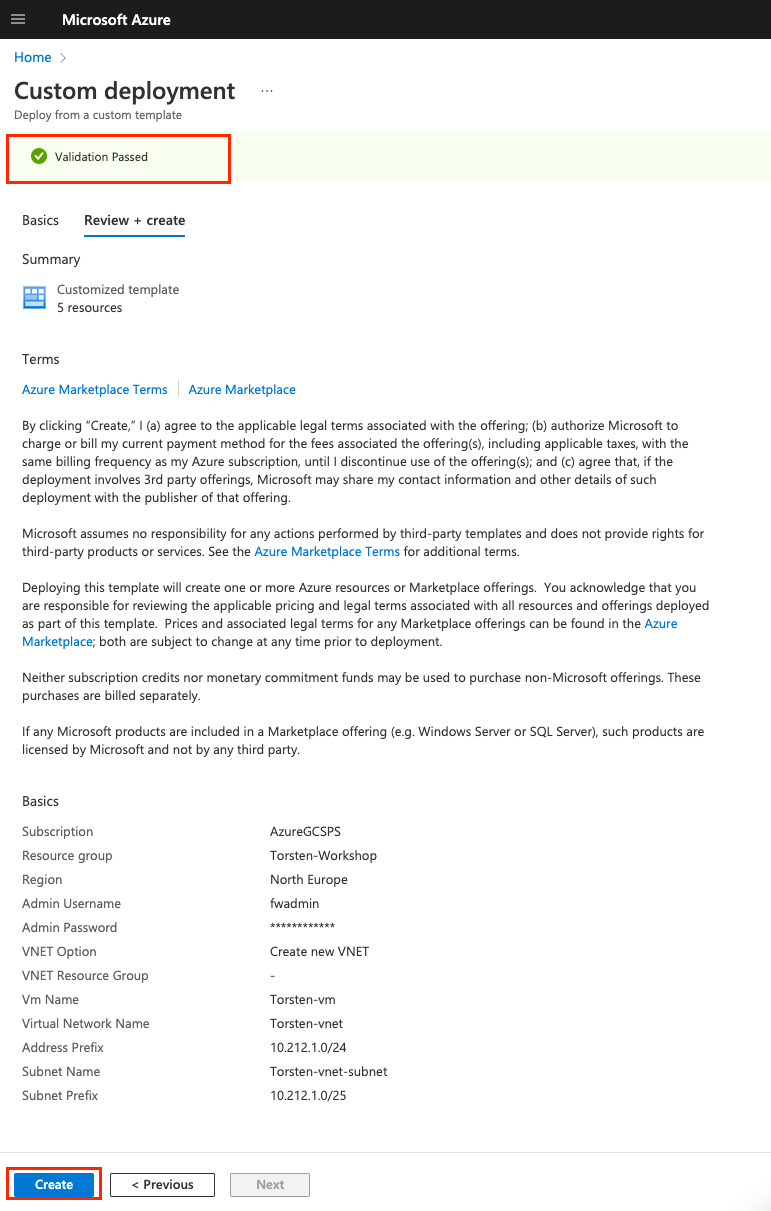 Microsoft Azure
Home
Custom deployment ...
Deploy from a custom template
Validation Passed
Basics Review + create
Summary
Customized template
5 resources
Terms
Azure Marketplace Terms Azure Marketplace
By clicking “Create,” I (a) agree to the applicable legal terms associated with the offering; (b) authorize Microsoft to
charge or bill my current payment method for the fees associated the offering(s), including applicable taxes, with the
same billing frequency as my Azure subscription, until I discontinue use of the offering(s); and (c) agree that, if the
deployment involves 3rd party offerings, Microsoft may share my contact information and other details of such
deployment with the publisher of that offering.
Microsoft assumes no responsibility for any actions performed by third-party templates and does not provide rights for
third-party products or services. See the Azure Marketplace Terms for additional terms.
Deploying this template will create one or more Azure resources or Marketplace offerings. You acknowledge that you
are responsible for reviewing the applicable pricing and legal terms associated with all resources and offerings deployed
as part of this template. Prices and associated legal terms for any Marketplace offerings can be found in the Azure
Marketplace; both are subject to change at any time prior to deployment.
Neither subscription credits nor monetary commitment funds may be used to purchase non-Microsoft offerings. These
purchases are billed separately.
If any Microsoft products are included in a Marketplace offering (e.g. Windows Server or SQL Server), such products are
licensed by Microsoft and not by any third party.
Basics
Subscription AzureGCSPS
Resource group Torsten-Workshop
Region North Europe
Admin Username fwadmin
Admin Password ************
VNET Option Create new VNET
VNET Resource Group -
Vm Name Torsten-vm
Virtual Network Name Torsten-vnet
Address Prefix 10.212.1.0/24
Subnet Name Torsten-vnet-subnet
Subnet Prefix 10.212.1.0/25
Create < Previous Next